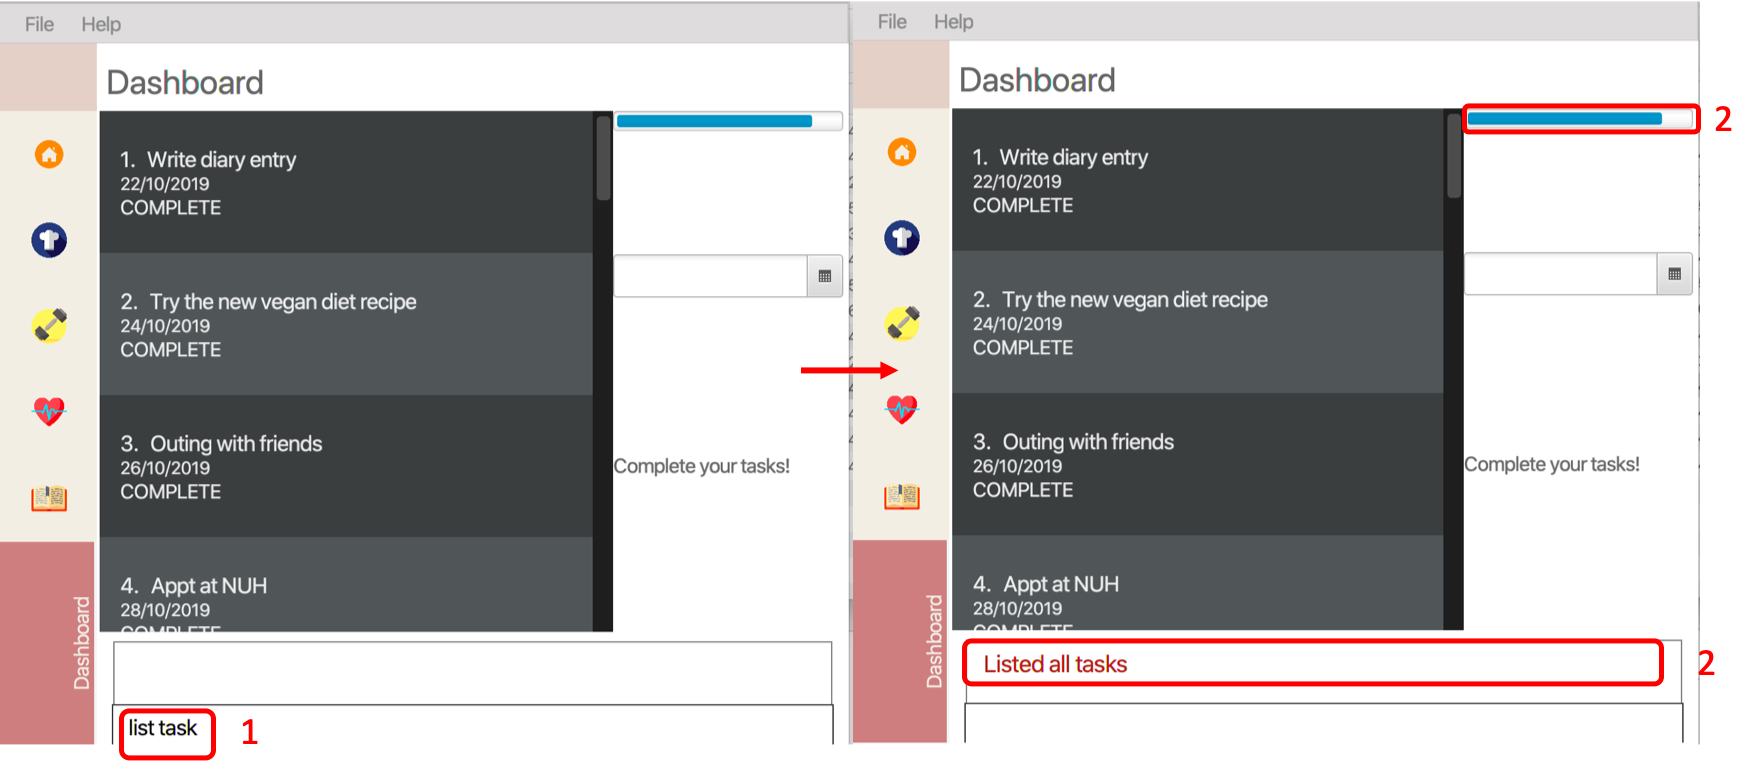 File Help
Dashboard
1. Write diary entry
22/10/2019
COMPLETE
2. Try the new vegan diet recipe
24/10/2019
COMPLETE
3. Outing with friends
26/10/2019
COMPLETE
4. Appt at NUH
28/10/2019
COMPLETE
Complete your tasks!
Dashboard
list task
1
File Help
Dashboard
2
1. Write diary entry
22/10/2019
COMPLETE
2. Try the new vegan diet recipe
24/10/2019
COMPLETE
3. Outing with friends
26/10/2019
COMPLETE
4. Appt at NUH
28/10/2019
COMPLETE
Complete your tasks!
Dashboard
Listed all tasks
2